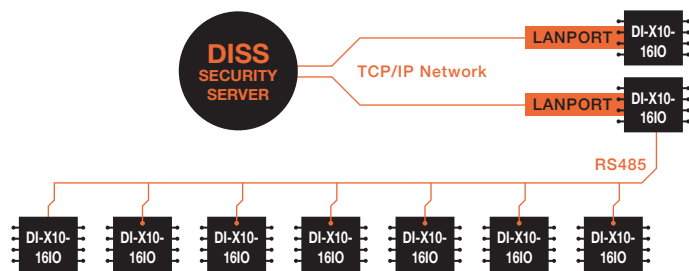 DISS
SECURITY
SERVER
TCP/IP Network
LANPORT
DI-X10-
16IO
LANPORT
DI-X10-
16IO
RS485
DI-X10-
16IO
DI-X10-
16IO
DI-X10-
16IO
DI-X10-
16IO
DI-X10-
16IO
DI-X10-
16IO
DI-X10-
16IO